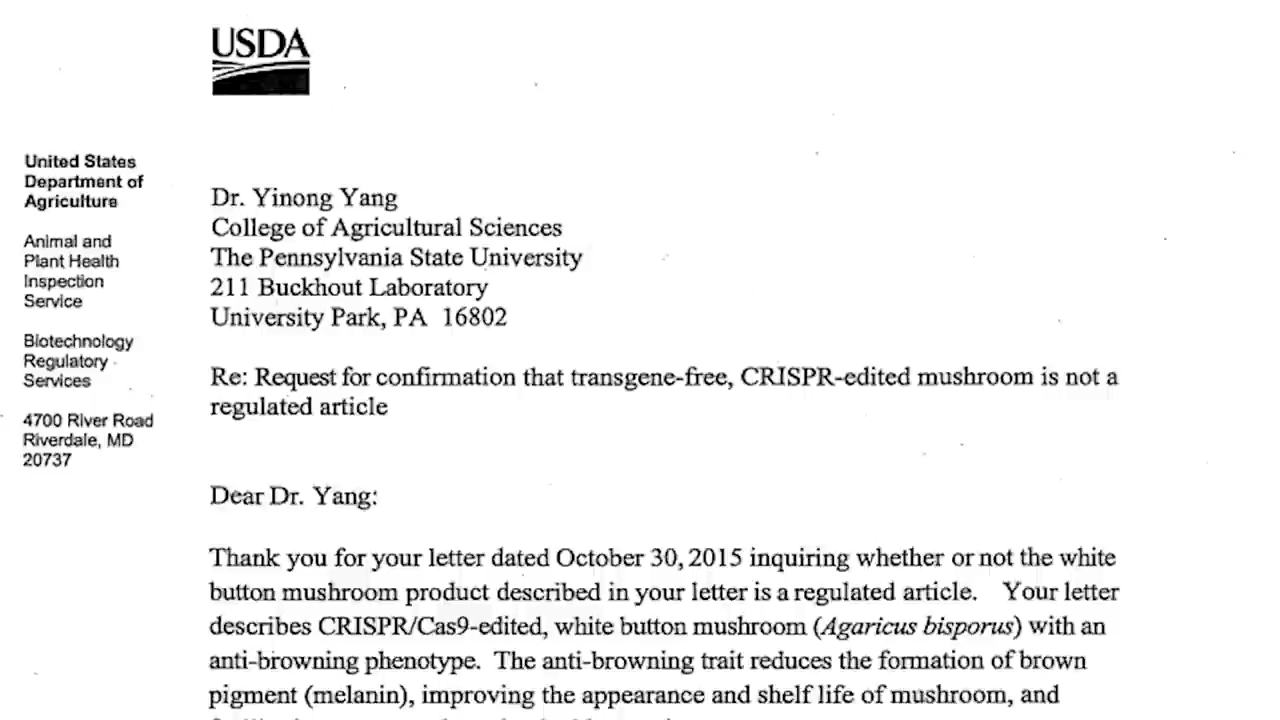 USDA
United States
Department of
Agriculture
Animal and
Plant Health
Inspection
Service
Biotechnology
Regulatory
Services
4700 River Road
Riverdale, MD
20737
Dr. Yinong Yang
College of Agricultural Sciences
The Pennsylvania State University
211 Buckhout Laboratory
University Park, PA 16802
Re: Request for confirmation that transgene-free, CRISPR-edited mushroom is not a
regulated article
Dear Dr. Yang:
Thank you for your letter dated October 30, 2015 inquiring whether or not the white
button mushroom product described in your letter is a regulated article. Your letter
describes CRISPR/Cas9-edited, white button mushroom (Agaricus bisporus) with an
anti-browning phenotype. The anti-browning trait reduces the formation of brown
pigment (melanin), improving the appearance and shelf life of mushroom, and